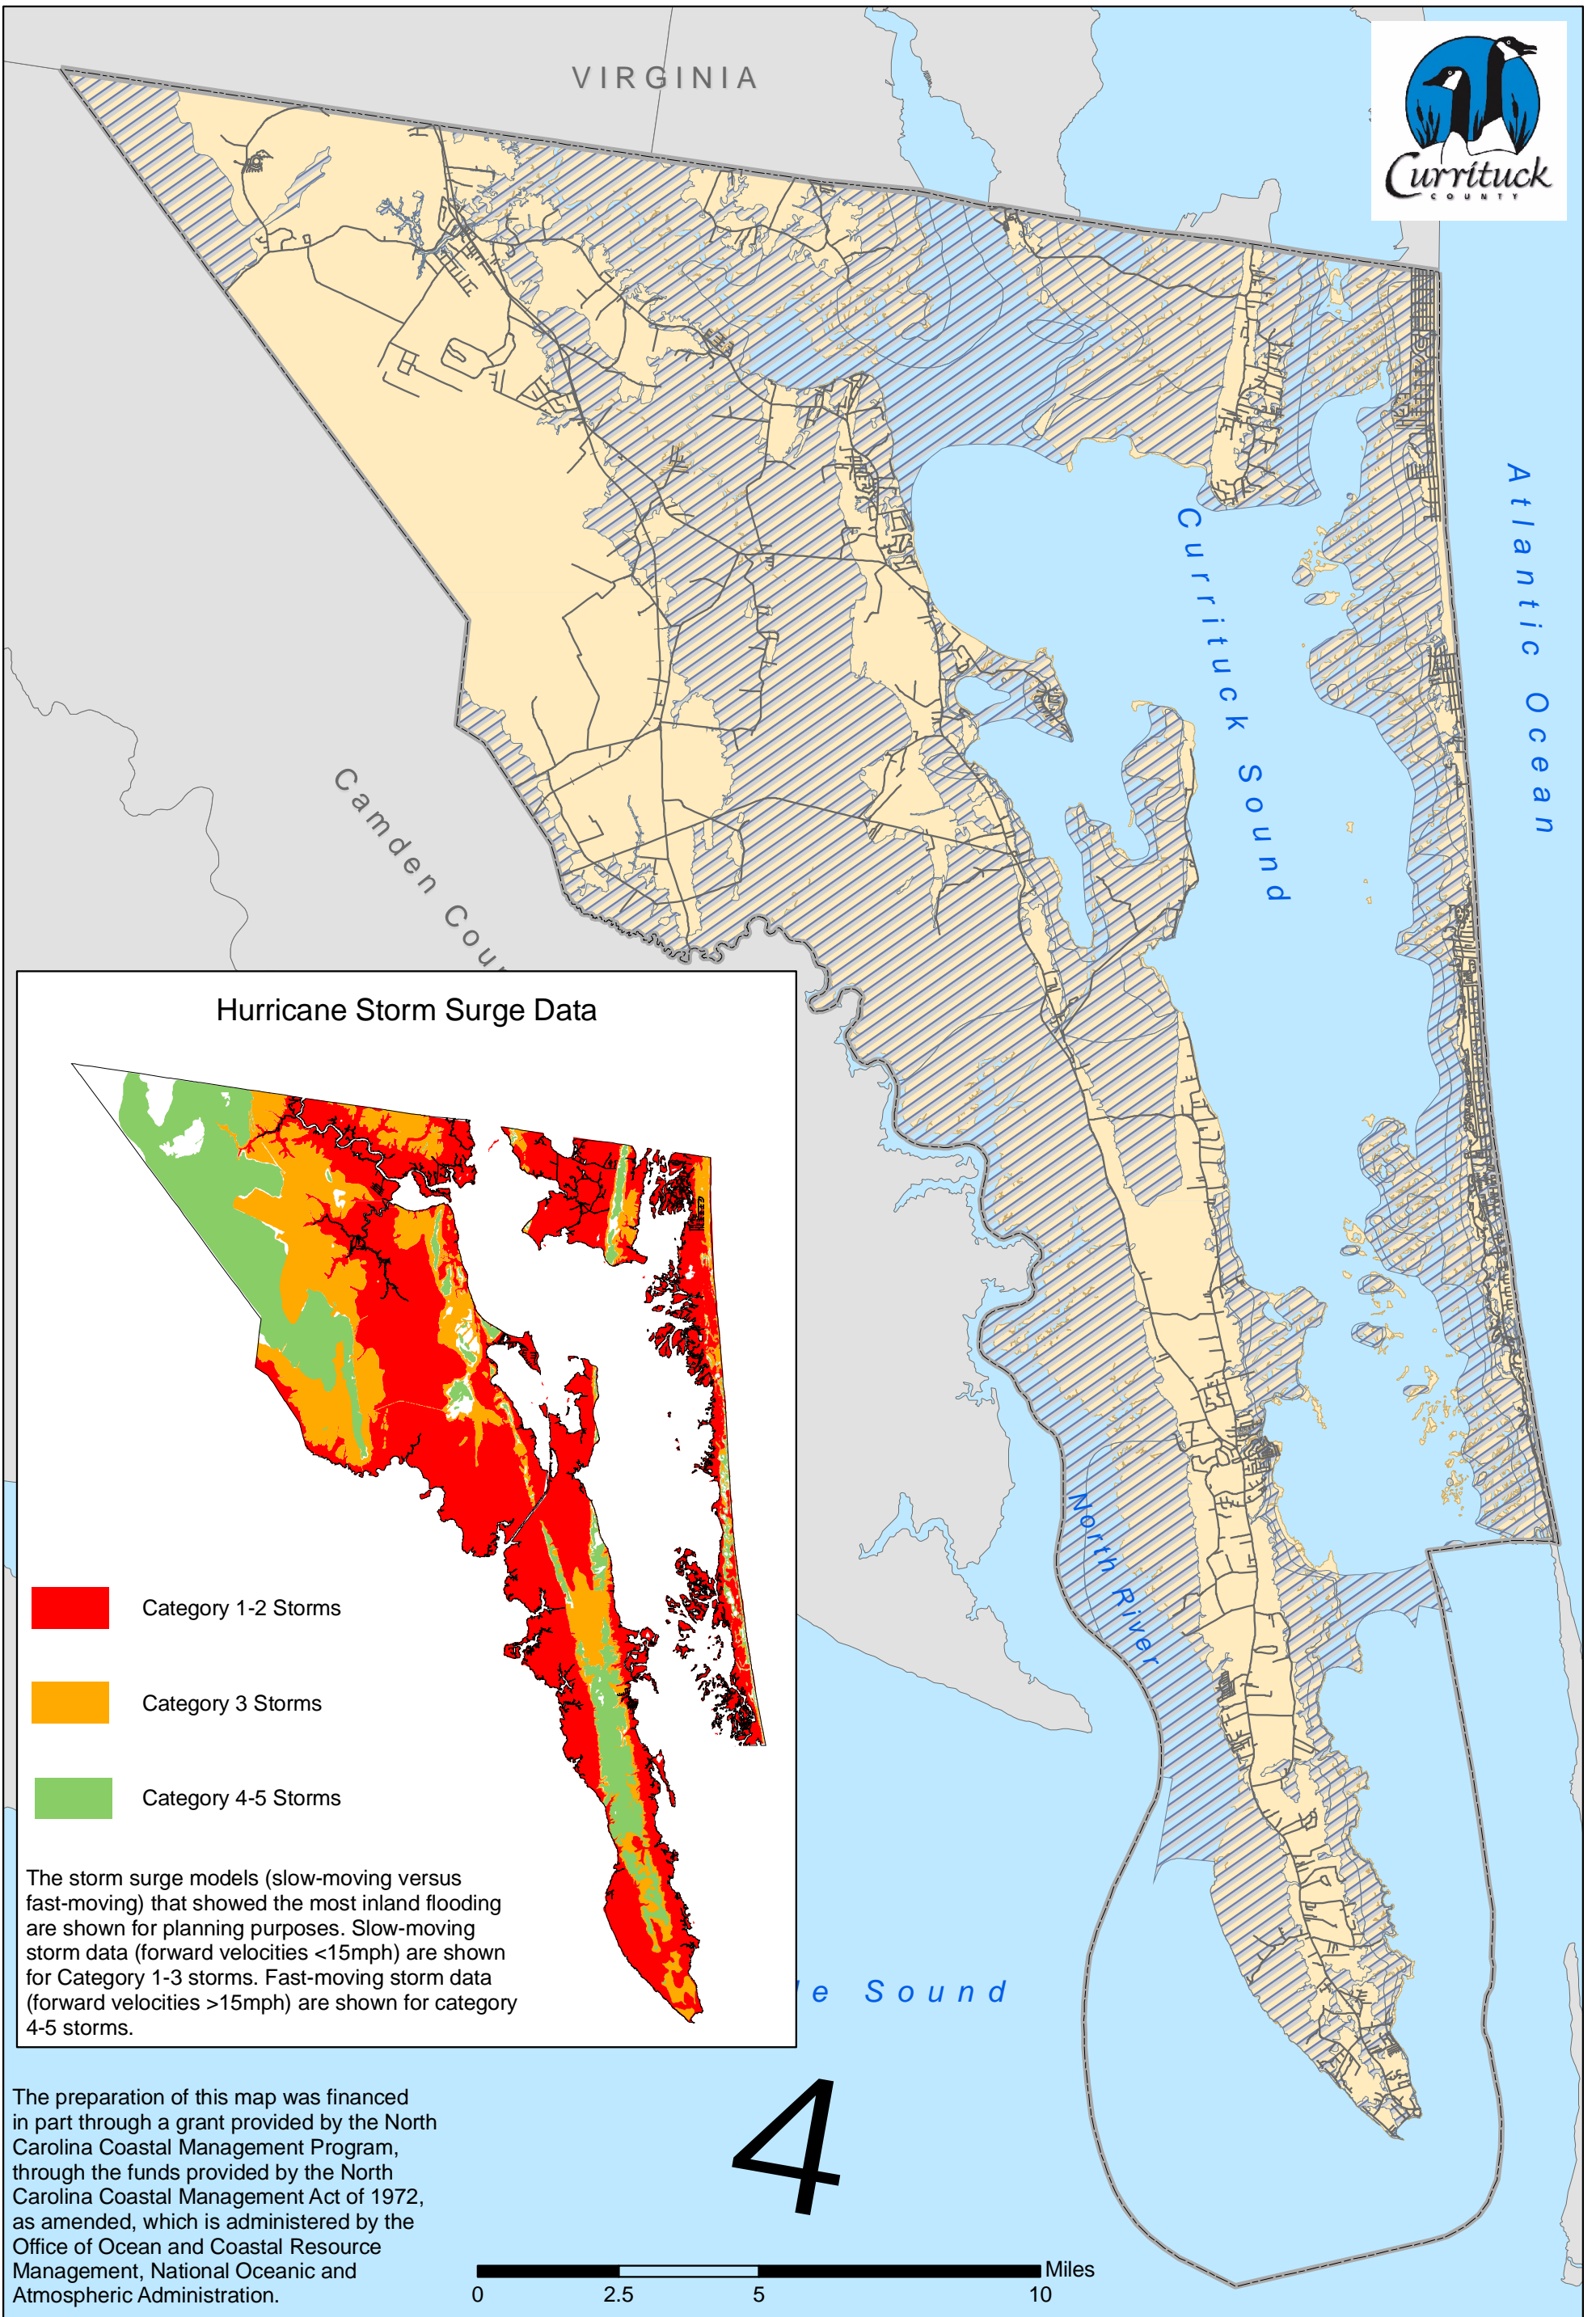 VIRGINIA
Currituck
COUNTY
Atlantic Ocean
Currituck Sound
Camden Cou
Hurricane Storm Surge Data
Category 1-2 Storms
Category 3 Storms
Category 4-5 Storms
The storm surge models (slow-moving versus
fast-moving) that showed the most inland flooding
are shown for planning purposes. Slow-moving
storm data (forward velocities <15mph) are shown
for Category 1-3 storms. Fast-moving storm data
(forward velocities >15mph) are shown for category
4-5 storms.
North River
le Sound
The preparation of this map was financed
in part through a grant provided by the North
Carolina Coastal Management Program,
through the funds provided by the North
Carolina Coastal Management Act of 1972,
as amended, which is administered by the
Office of Ocean and Coastal Resource
Management, National Oceanic and
Atmospheric Administration.
4
Miles
0 2.5 5 10